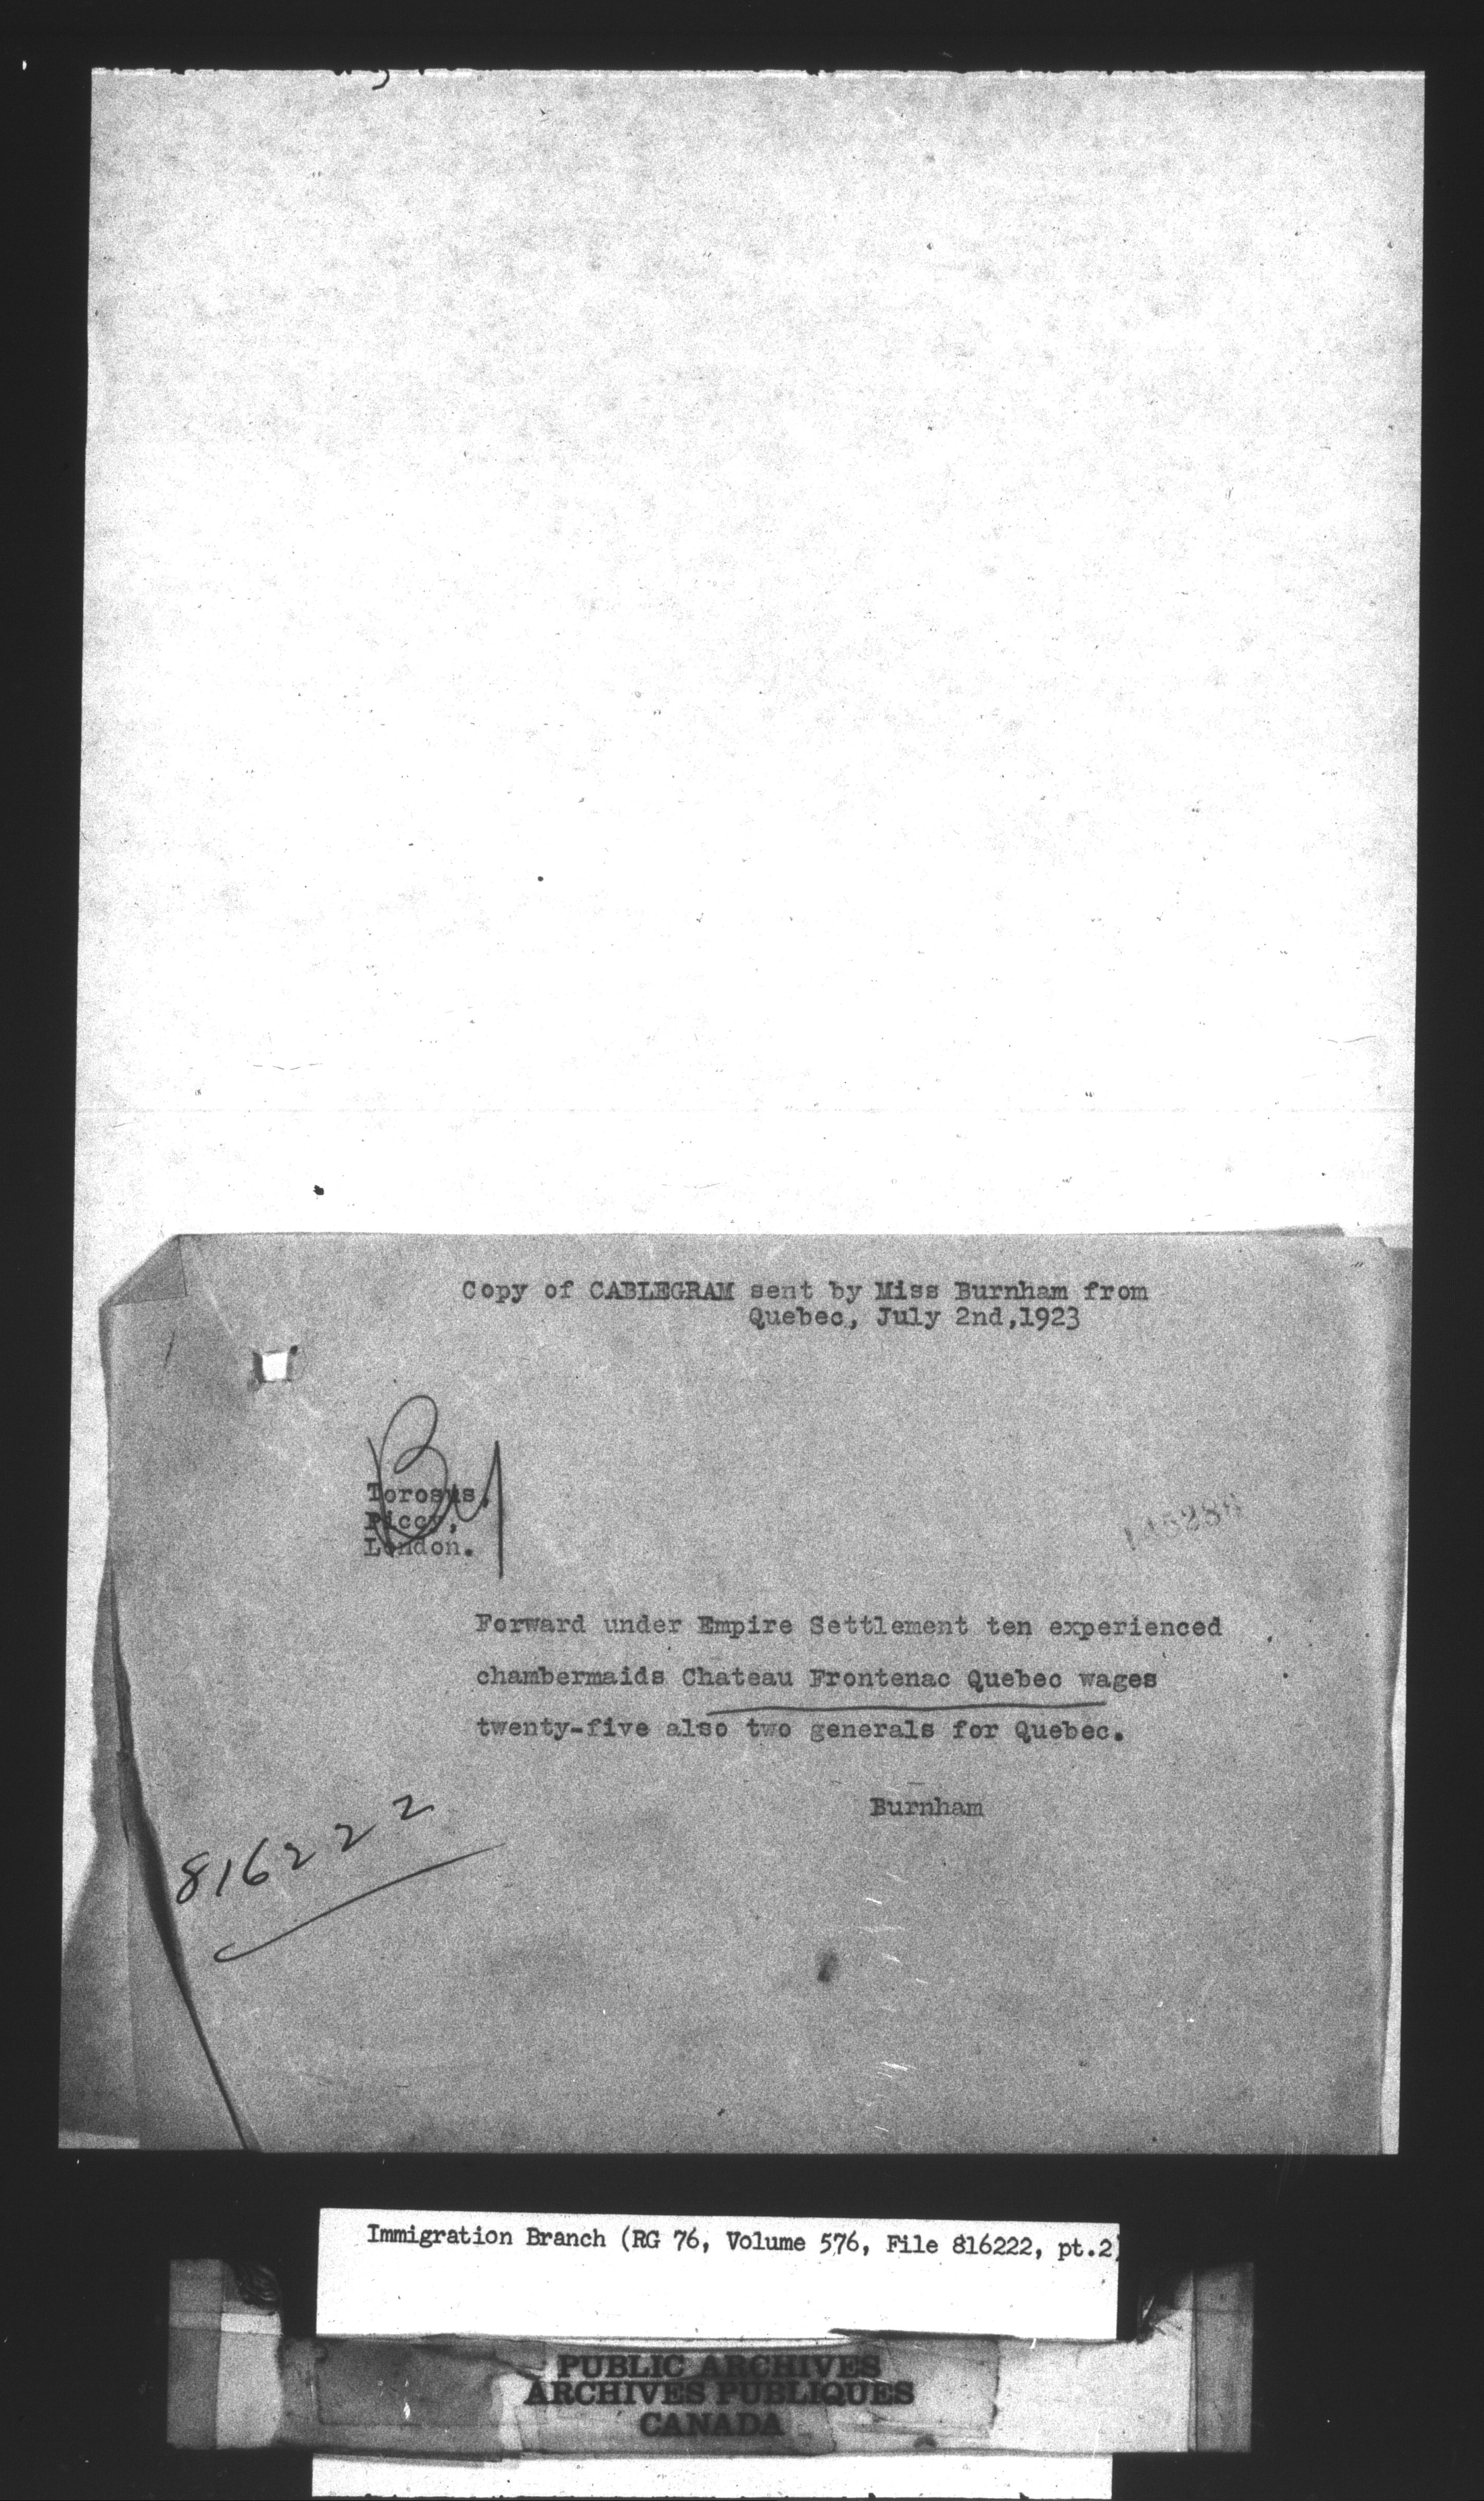 Copy of CABLEGRAM sent by Miss Burnham from
Quebec, July 2nd,1923
Torosus,
Piccy,
London.
Forward under Empire Settlement ten experienced
chambermaids Chateau Frontenac Quebec wages
twenty-five also two generals for Quebec.
Burnham
816222
Immigration Branch (RG 76, Volume 576, File 816222, pt.2)
PUBLIC ARCHIVES
ARCHIVES PUBLIQUES
CANADA